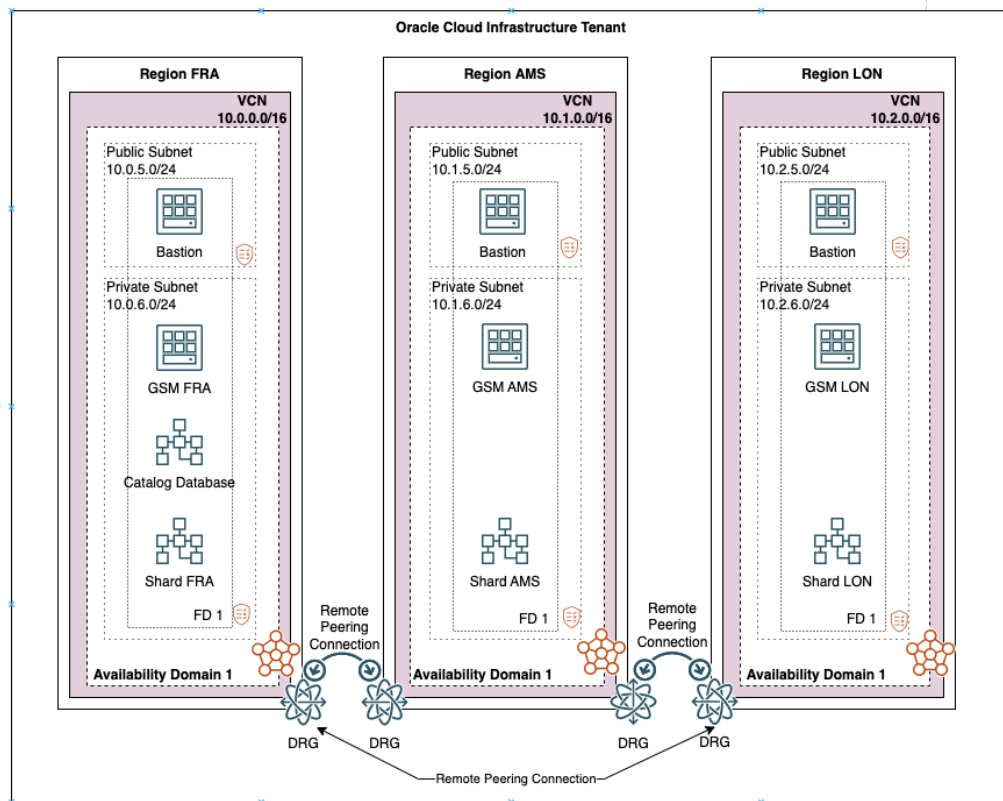 Oracle Cloud Infrastructure Tenant
Region FRA
VCN
10.0.0.0/16
Public Subnet
10.0.5.0/24
Bastion
Private Subnet
10.0.6.0/24
GSM FRA
Catalog Database
Shard FRA
FD 1
Availability Domain 1
DRG
Remote
Peering
Connection
Region AMS
VCN
10.1.0.0/16
Public Subnet
10.1.5.0/24
Bastion
Private Subnet
10.1.6.0/24
GSM AMS
Shard AMS
FD 1
Availability Domain 1
DRG
DRG
Remote
Peering
Connection
Region LON
VCN
10.2.0.0/16
Public Subnet
10.2.5.0/24
Bastion
Private Subnet
10.2.6.0/24
GSM LON
Shard LON
FD 1
Availability Domain 1
DRG
Remote Peering Connection